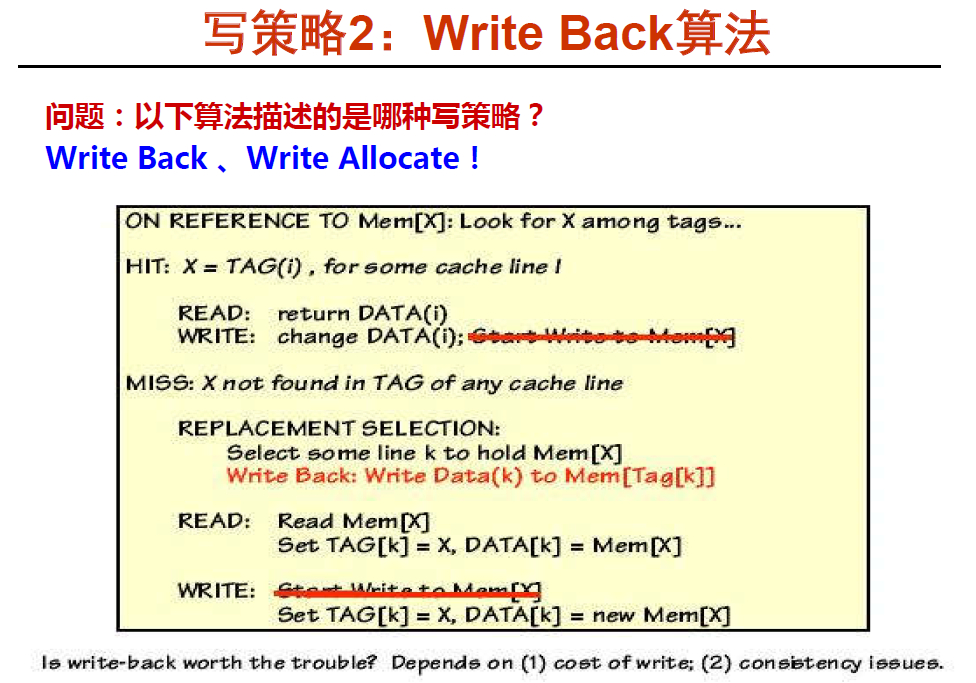 写策略2：Write Back算法
问题：以下算法描述的是哪种写策略？
Write Back 、Write Allocate！
ON REFERENCE TO Mem[X]: Look for X among tags...
HIT: X = TAG(i) , for some cache line I
READ: return DATA(i)
WRITE: change DATA(i); Start Write to Mem[X]
MISS: X not found in TAG of any cache line
REPLACEMENT SELECTION:
Select some line k to hold Mem[X]
Write Back: Write Data(k) to Mem[Tag[k]]
READ: Read Mem[X]
Set TAG[k] = X, DATA[k] = Mem[X]
WRITE: Start Write to Mem[X]
Set TAG[k] = X, DATA[k] = new Mem[X]
Is write-back worth the trouble? Depends on (1) cost of write; (2) consistency issues.